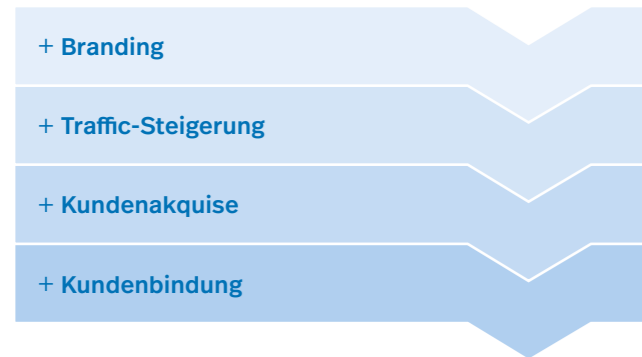 + Branding
+ Traffic-Steigerung
+ Kundenakquise
+ Kundenbindung